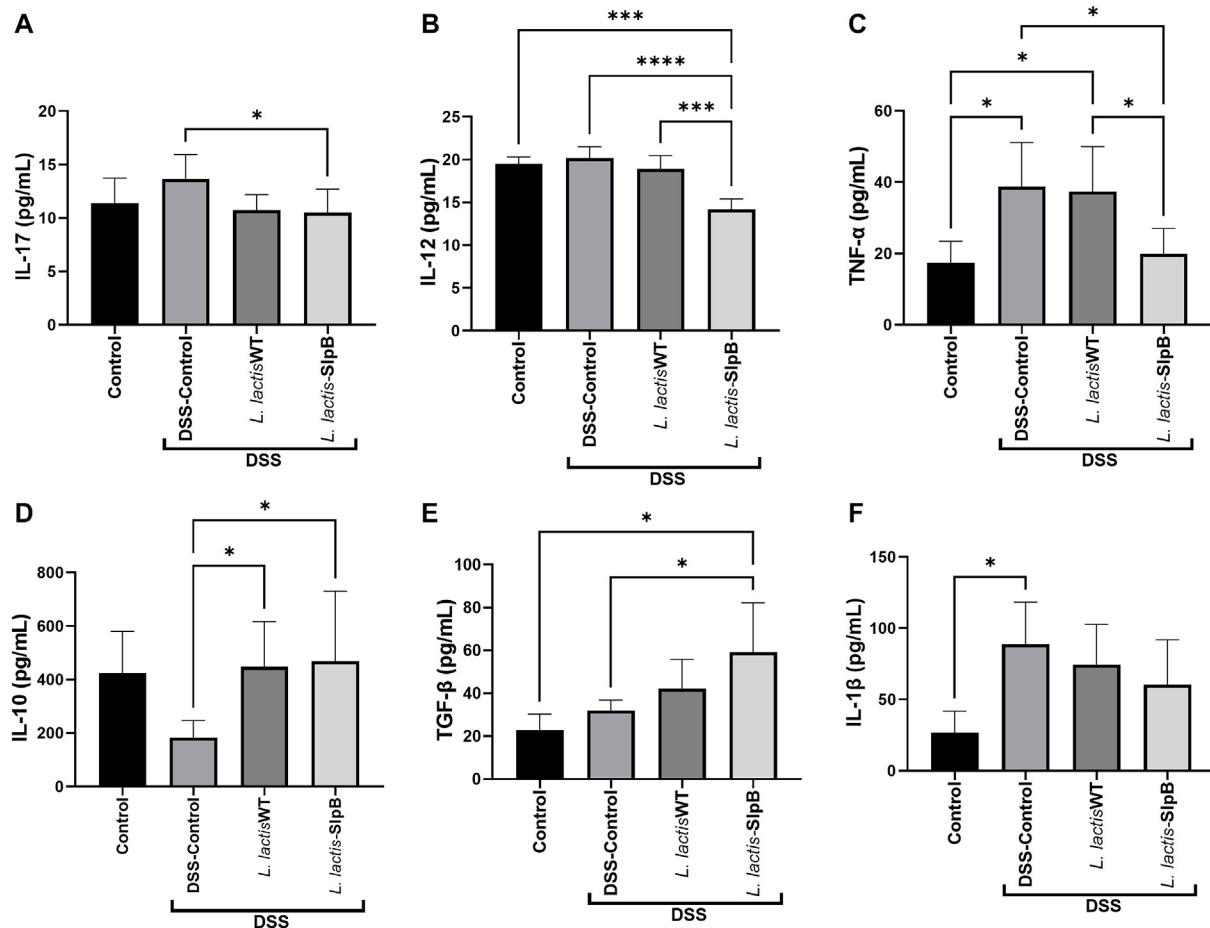 A
*
20
15
10
5
0
IL-17 (pg/mL)
Control
DSS-Control
L. lactisWT
L. lactis-SlpB
DSS
B
***
****
***
25
20
15
10
5
0
IL-12 (pg/mL)
Control
DSS-Control
L. lactisWT
L. lactis-SlpB
DSS
C
*
*
* *
60
40
20
0
TNF-α (pg/mL)
Control
DSS-Control
L. lactisWT
L. lactis-SlpB
DSS
D
*
*
800
600
400
200
0
IL-10 (pg/mL)
Control
DSS-Control
L. lactisWT
L. lactis-SlpB
DSS
E
*
*
100
80
60
40
20
0
TGF-β (pg/mL)
Control
DSS-Control
L. lactisWT
L. lactis-SlpB
DSS
F
*
150
100
50
0
IL-1β (pg/mL)
Control
DSS-Control
L. lactisWT
L. lactis-SlpB
DSS